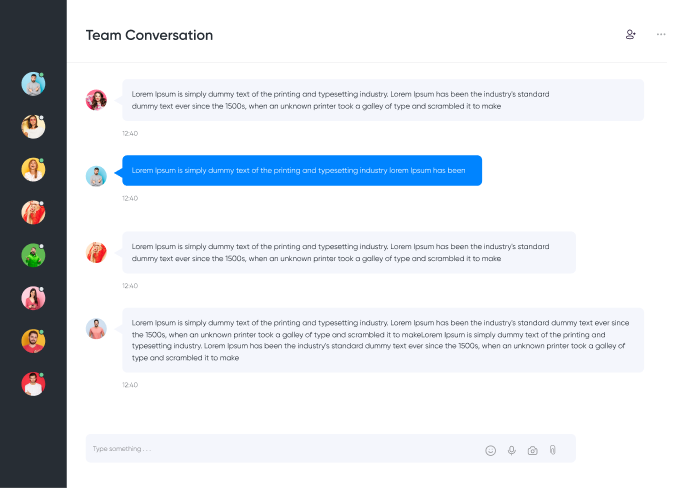 Team Conversation
Lorem Ipsum is simply dummy text of the printing and typesetting industry. Lorem Ipsum has been the industry's standard
dummy text ever since the 1500s, when an unknown printer took a galley of type and scrambled it to make
12:40
Lorem Ipsum is simply dummy text of the printing and typesetting industry lorem Ipsum has been
12:40
Lorem Ipsum is simply dummy text of the printing and typesetting industry. Lorem Ipsum has been the industry's standard
dummy text ever since the 1500s, when an unknown printer took a galley of type and scrambled it to make
12:40
Lorem Ipsum is simply dummy text of the printing and typesetting industry. Lorem Ipsum has been the industry's standard dummy text ever since
the 1500s, when an unknown printer took a galley of type and scrambled it to makeLorem Ipsum is simply dummy text of the printing and
typesetting industry. Lorem Ipsum has been the industry's standard dummy text ever since the 1500s, when an unknown printer took a galley of
type and scrambled it to make
12:40
Type something . . .